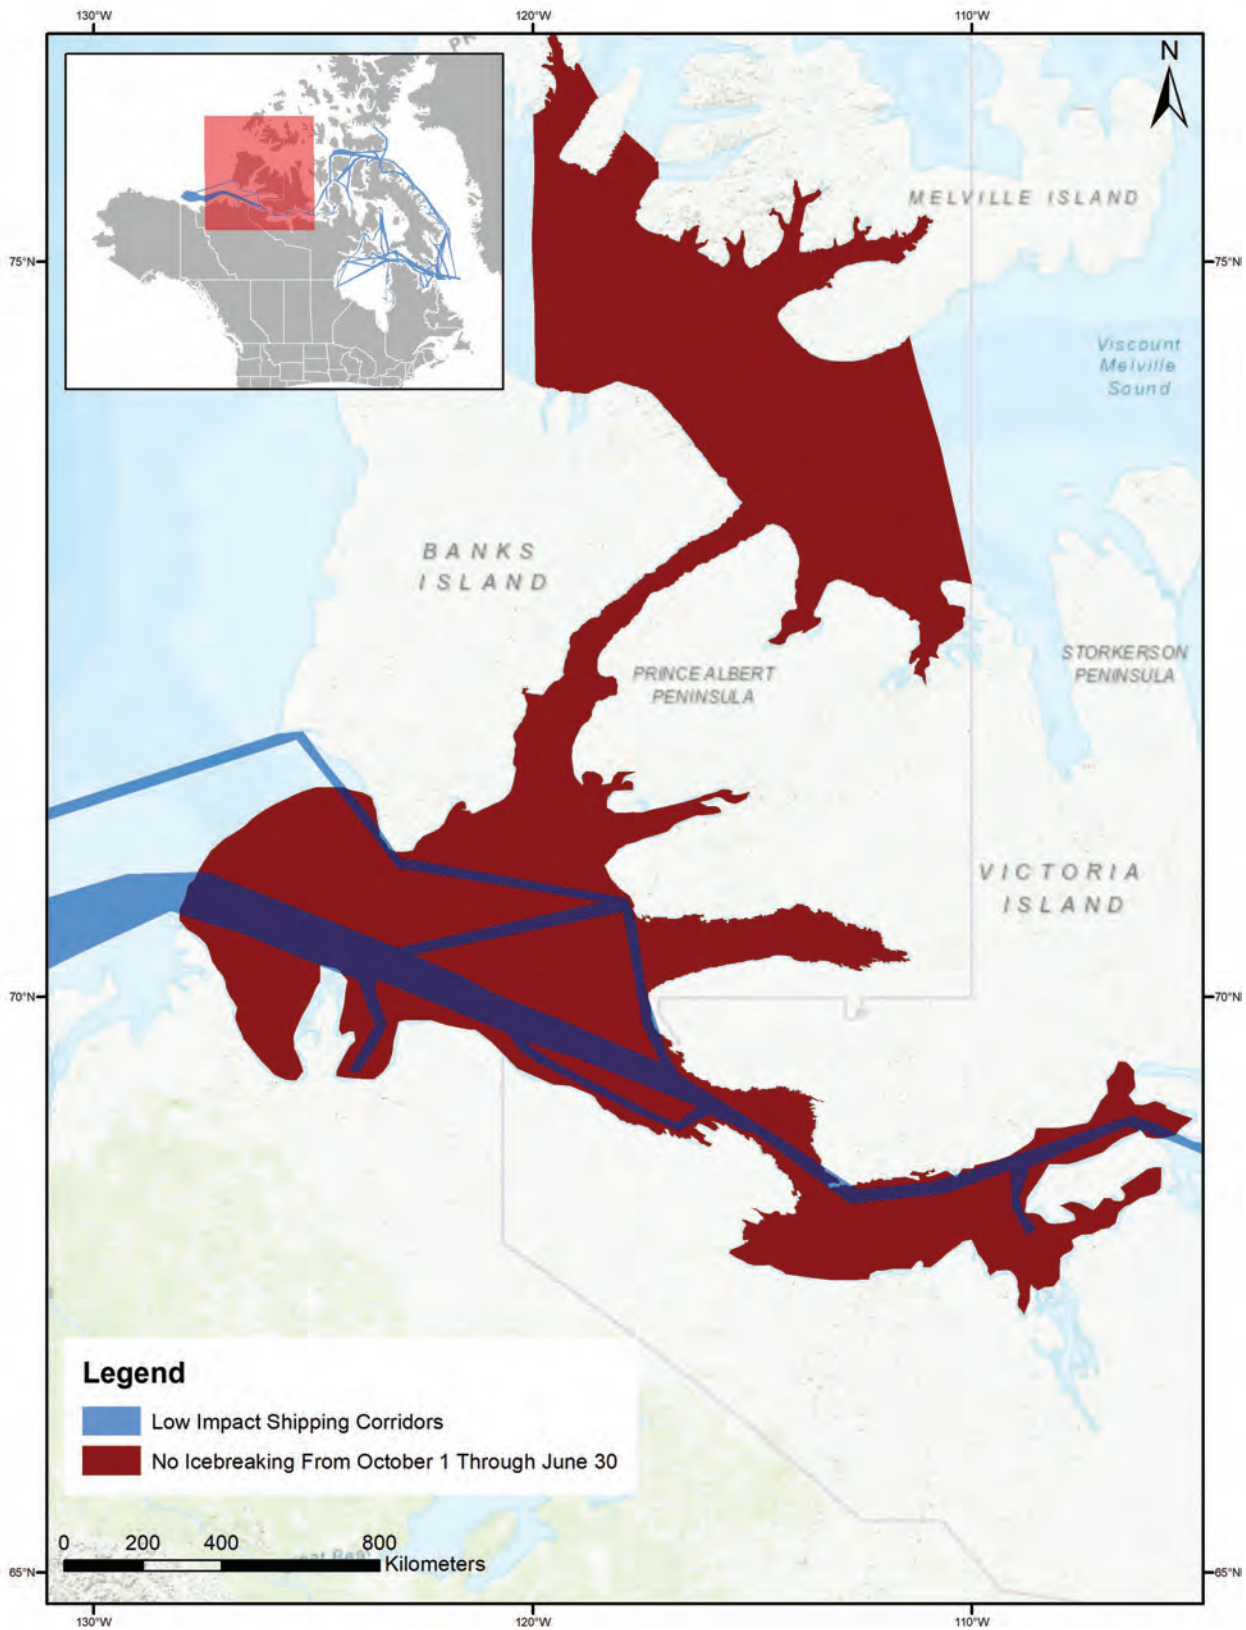 130°W
120°W
110°W
PR
N
MELVILLE ISLAND
75°N
75°N
Viscount
Melville
Sound
BANKS
ISLAND
PRINCE ALBERT
PENINSULA
STORKERSON
PENINSULA
VICTORIA
ISLAND
70°N
70°N
Legend
Low Impact Shipping Corridors
No Icebreaking From October 1 Through June 30
0 200 400 800
Kilometers
65°N
65°N
130°W
120°W
110°W